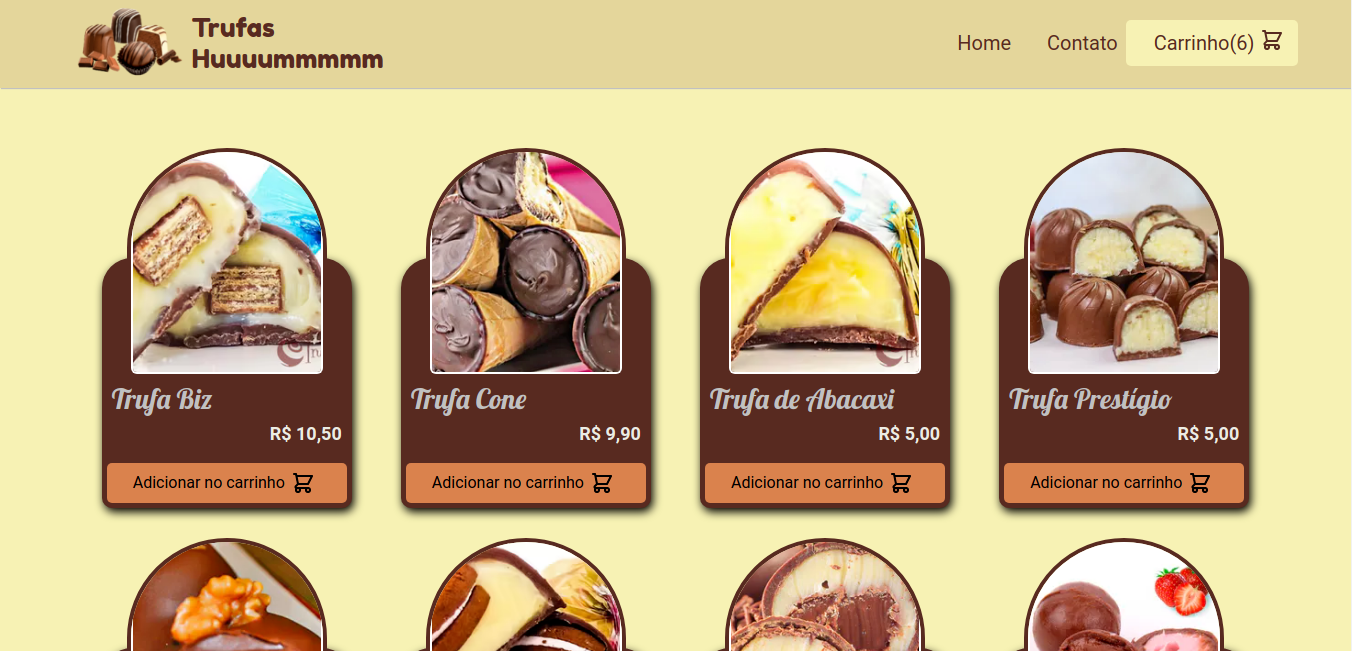 Trufas
Huuuummmmm
Home
Contato
Carrinho(6)
Trufa Biz
R$ 10,50
Adicionar no carrinho
Trufa Cone
R$ 9,90
Adicionar no carrinho
Trufa de Abacaxi
R$ 5,00
Adicionar no carrinho
Trufa Prestígio
R$ 5,00
Adicionar no carrinho